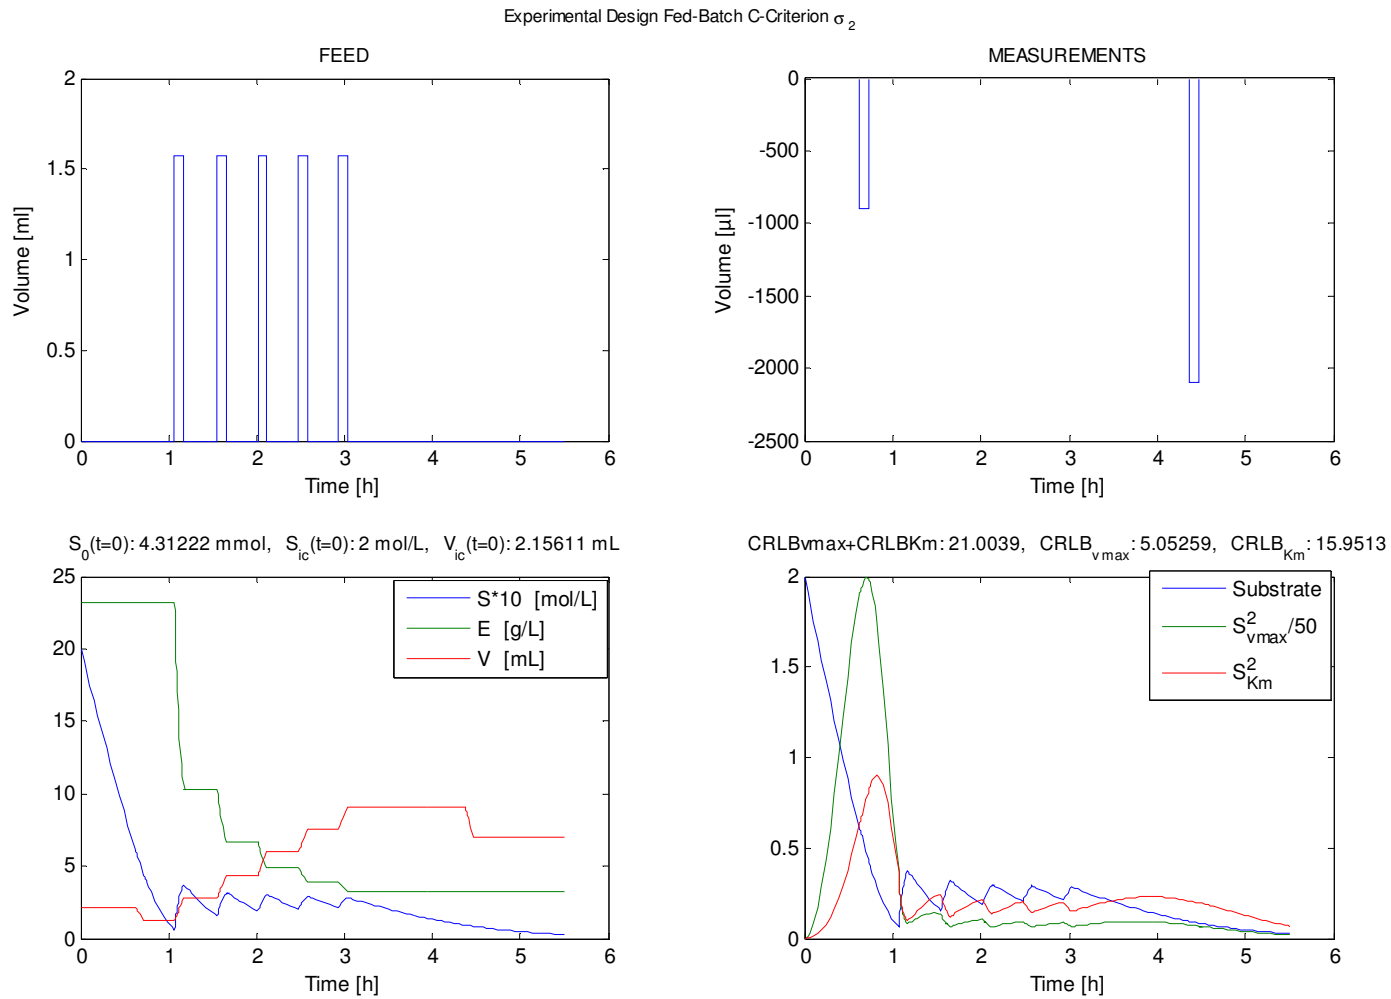 Experimental Design Fed-Batch C-Criterion σ2
FEED
2
1.5
1
0.5
0
0 1 2 3 4 5 6
Volume [ml]
Time [h]
MEASUREMENTS
0
-500
-1000
-1500
-2000
-2500
0 1 2 3 4 5 6
Volume [µl]
Time [h]
S0(t=0): 4.31222 mmol, Sic(t=0): 2 mol/L, Vic(t=0): 2.15611 mL
25
20
15
10
5
0
0 1 2 3 4 5 6
S*10 [mol/L]
E [g/L]
V [mL]
Time [h]
CRLBvmax+CRLBKm: 21.0039, CRLBvmax: 5.05259, CRLBKm: 15.9513
2
1.5
1
0.5
0
0 1 2 3 4 5 6
Substrate
S²vmax/50
S²Km
Time [h]